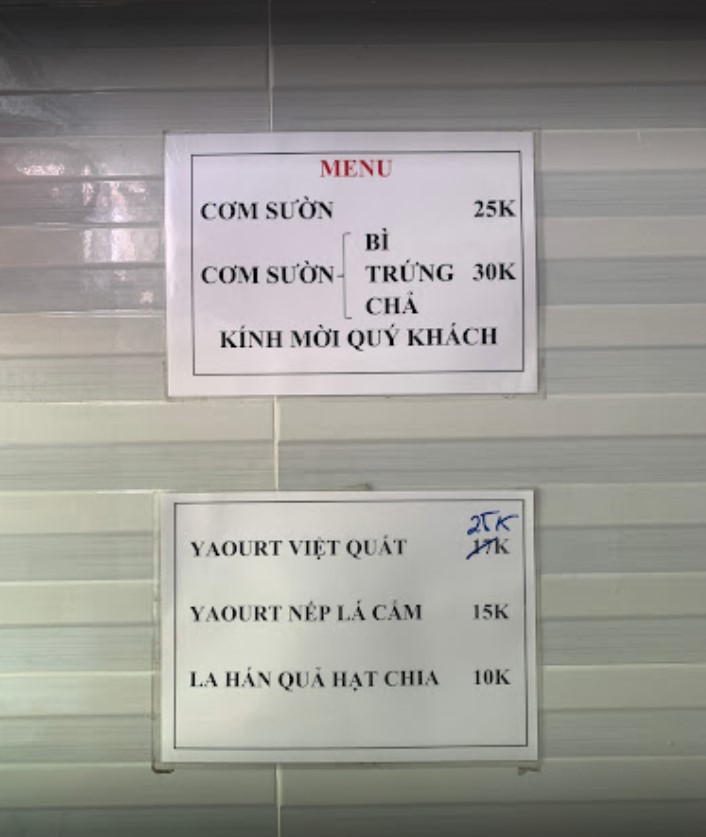 MENU
CƠM SƯỜN 25K
BÌ
CƠM SƯỜN TRỨNG 30K
CHẢ
KÍNH MỜI QUÝ KHÁCH
25K
YAOURT VIỆT QUẤT 17K
YAOURT NẾP LÁ CẨM 15K
LA HÁN QUẢ HẠT CHIA 10K